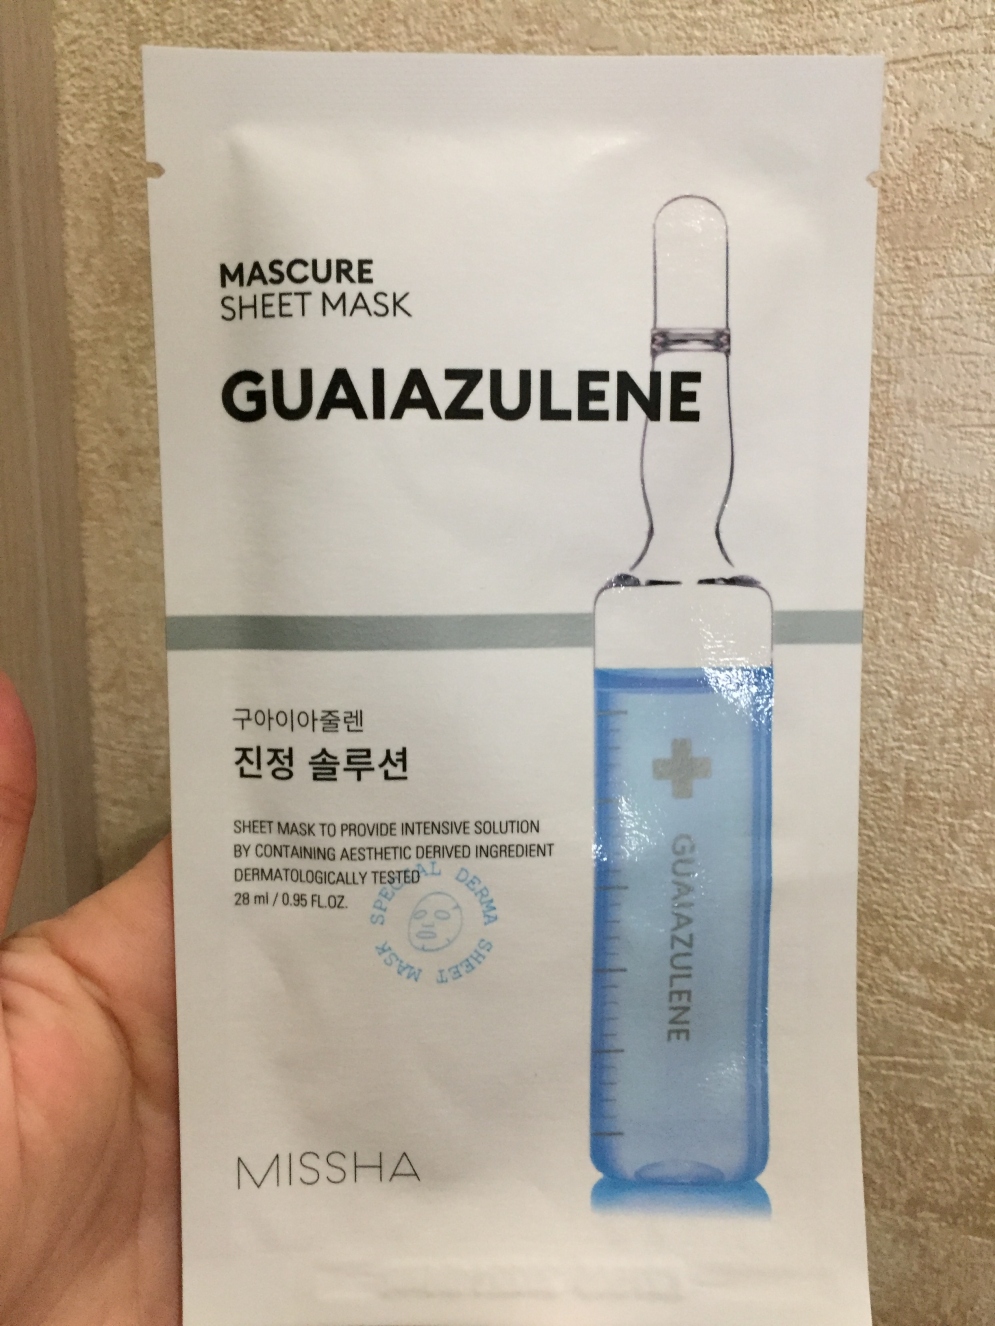 MASCURE
SHEET MASK
GUAIAZULENE
구아이아줄렌
진정 솔루션
SHEET MASK TO PROVIDE INTENSIVE SOLUTION
BY CONTAINING AESTHETIC DERIVED INGREDIENT
DERMATOLOGICALLY TESTED
28 ml / 0.95 FL.OZ.
SPECIAL DERMA SHEET MASK
GUAIAZULENE
MISSHA